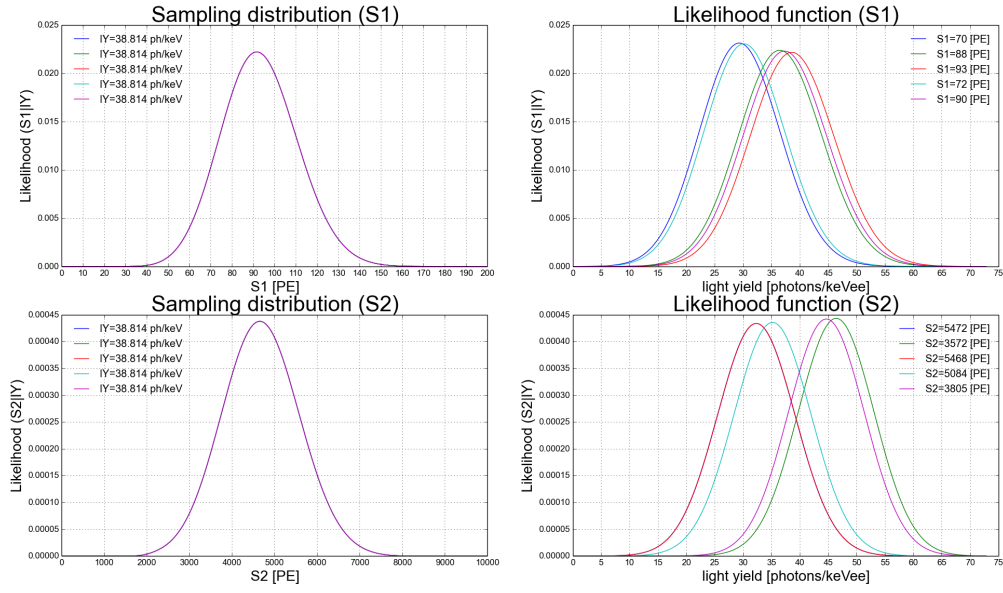 Sampling distribution (S1)
Likelihood (S1|lY)
0.025
0.020
0.015
0.010
0.005
0.000
lY=38.814 ph/keV
lY=38.814 ph/keV
lY=38.814 ph/keV
lY=38.814 ph/keV
lY=38.814 ph/keV
0 10 20 30 40 50 60 70 80 90 100 110 120 130 140 150 160 170 180 190 200
S1 [PE]
Likelihood function (S1)
Likelihood (S1|lY)
0.025
0.020
0.015
0.010
0.005
0.000
S1=70 [PE]
S1=88 [PE]
S1=93 [PE]
S1=72 [PE]
S1=90 [PE]
0 5 10 15 20 25 30 35 40 45 50 55 60 65 70 75
light yield [photons/keVee]
Sampling distribution (S2)
Likelihood (S2|lY)
0.00045
0.00040
0.00035
0.00030
0.00025
0.00020
0.00015
0.00010
0.00005
0.00000
lY=38.814 ph/keV
lY=38.814 ph/keV
lY=38.814 ph/keV
lY=38.814 ph/keV
lY=38.814 ph/keV
0 1000 2000 3000 4000 5000 6000 7000 8000 9000 10000
S2 [PE]
Likelihood function (S2)
Likelihood (S2|lY)
0.00045
0.00040
0.00035
0.00030
0.00025
0.00020
0.00015
0.00010
0.00005
0.00000
S2=5472 [PE]
S2=3572 [PE]
S2=5468 [PE]
S2=5084 [PE]
S2=3805 [PE]
0 5 10 15 20 25 30 35 40 45 50 55 60 65 70 75
light yield [photons/keVee]